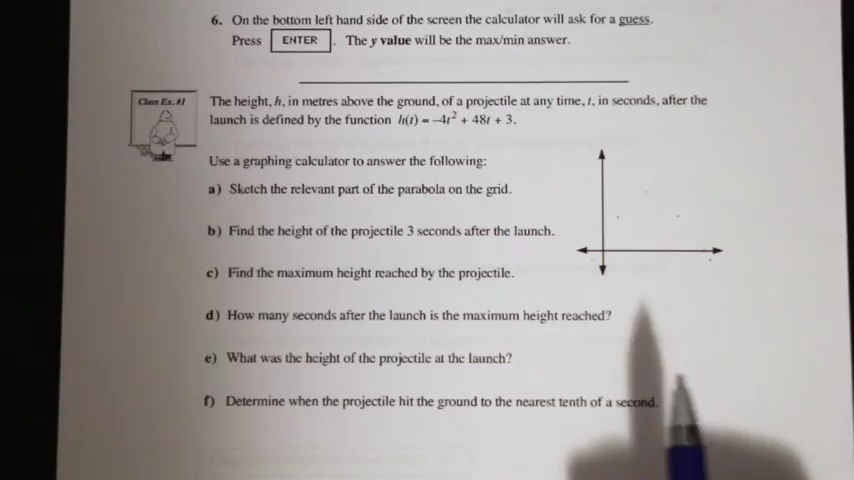 6. On the bottom left hand side of the screen the calculator will ask for a guess.
Press ENTER . The y value will be the max/min answer.
Class Ex. #1
The height, h, in metres above the ground, of a projectile at any time, t, in seconds, after the
launch is defined by the function h(t) = –4t² + 48t + 3.
Use a graphing calculator to answer the following:
a) Sketch the relevant part of the parabola on the grid.
b) Find the height of the projectile 3 seconds after the launch.
c) Find the maximum height reached by the projectile.
d) How many seconds after the launch is the maximum height reached?
e) What was the height of the projectile at the launch?
f) Determine when the projectile hit the ground to the nearest tenth of a second.